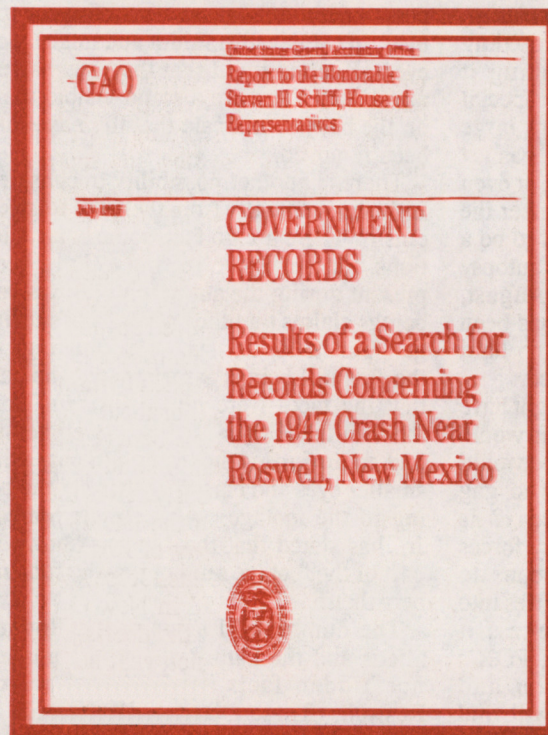 United States General Accounting Office
GAO
Report to the Honorable
Steven H. Schiff, House of
Representatives
July 1995
GOVERNMENT
RECORDS
Results of a Search for
Records Concerning
the 1947 Crash Near
Roswell, New Mexico